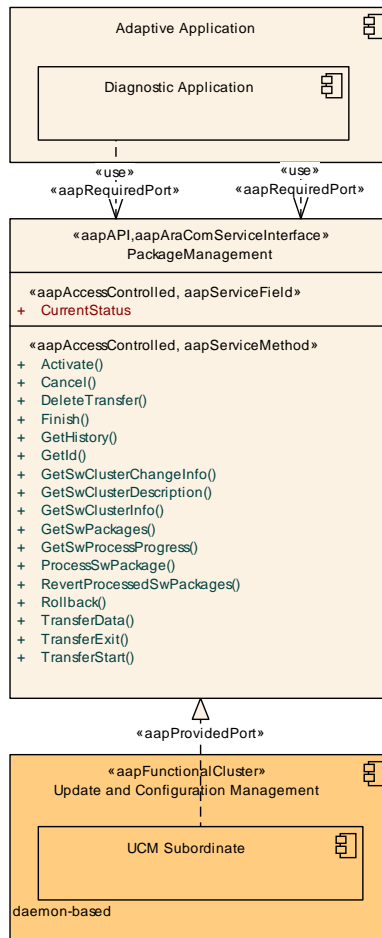 Adaptive Application
Diagnostic Application
«use» «use»
«aapRequiredPort» «aapRequiredPort»
«aapAPI,aapAraComServiceInterface»
PackageManagement
«aapAccessControlled, aapServiceField»
+ CurrentStatus
«aapAccessControlled, aapServiceMethod»
+ Activate()
+ Cancel()
+ DeleteTransfer()
+ Finish()
+ GetHistory()
+ GetId()
+ GetSwClusterChangeInfo()
+ GetSwClusterDescription()
+ GetSwClusterInfo()
+ GetSwPackages()
+ GetSwProcessProgress()
+ ProcessSwPackage()
+ RevertProcessedSwPackages()
+ Rollback()
+ TransferData()
+ TransferExit()
+ TransferStart()
«aapProvidedPort»
«aapFunctionalCluster»
Update and Configuration Management
UCM Subordinate
daemon-based